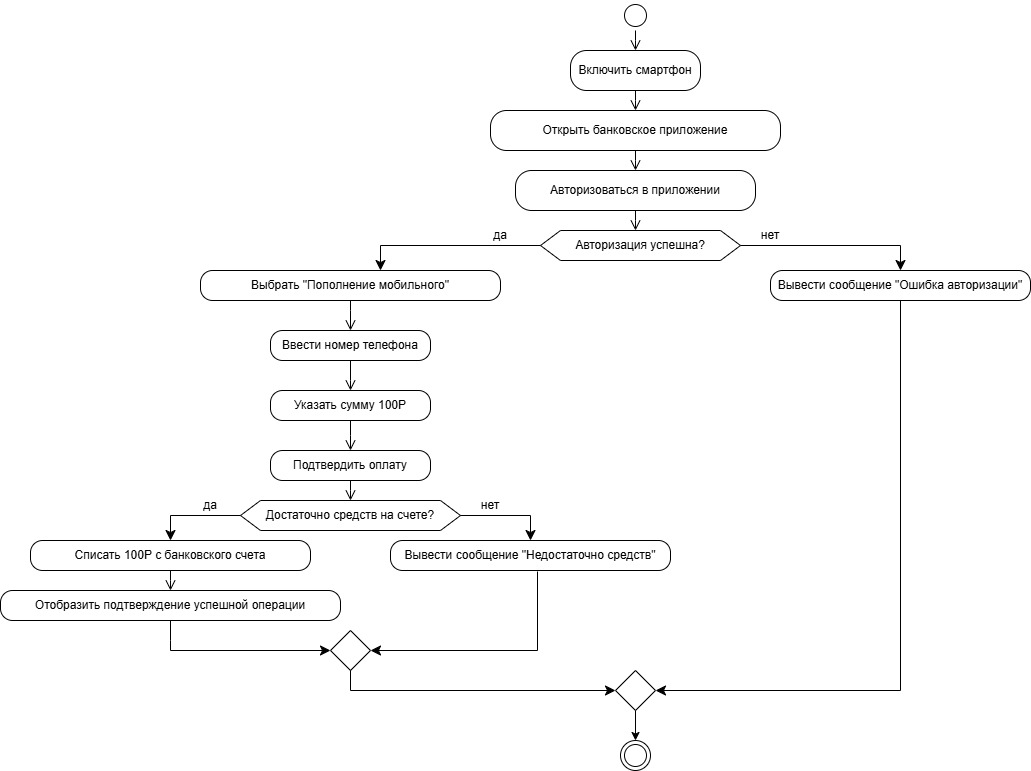 Включить смартфон
Открыть банковское приложение
Авторизоваться в приложении
да
Авторизация успешна?
нет
Выбрать "Пополнение мобильного"
Вывести сообщение "Ошибка авторизации"
Ввести номер телефона
Указать сумму 100Р
Подтвердить оплату
да
Достаточно средств на счете?
нет
Списать 100Р с банковского счета
Вывести сообщение "Недостаточно средств"
Отобразить подтверждение успешной операции